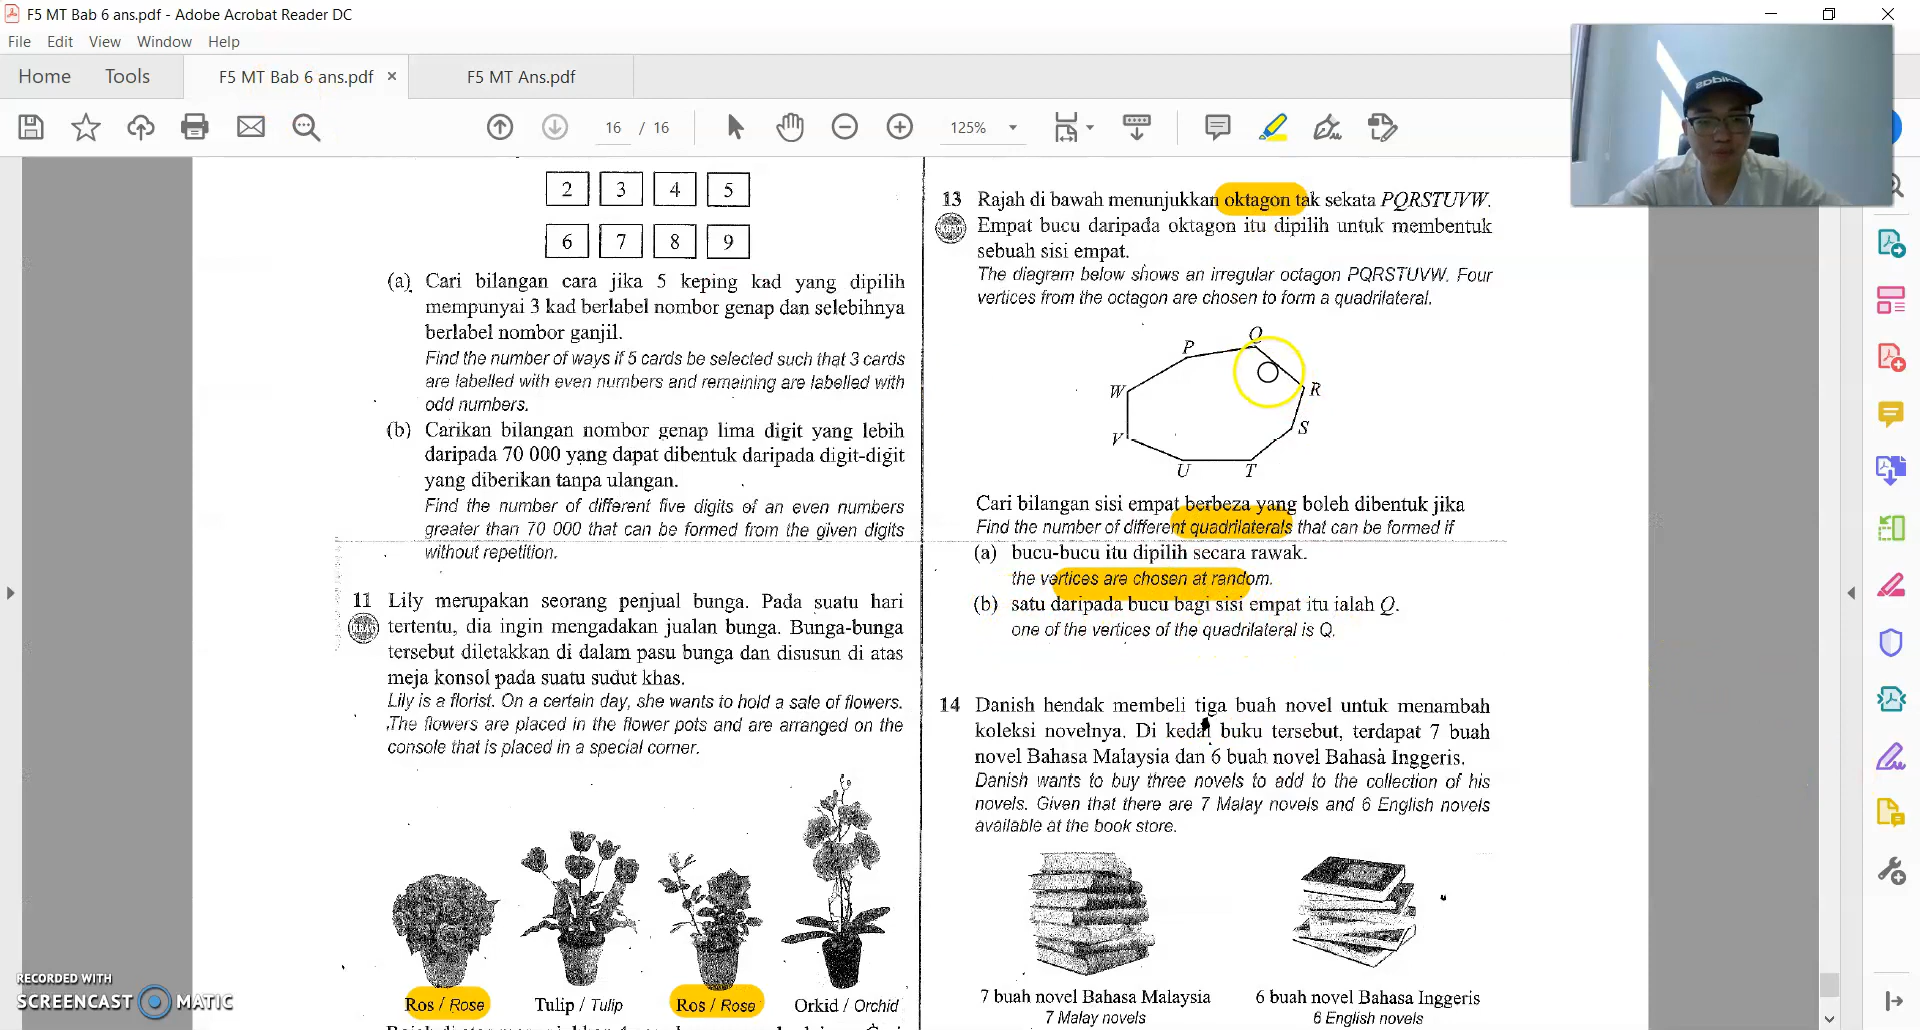 F5 MT Bab 6 ans.pdf - Adobe Acrobat Reader DC
File Edit View Window Help
Home Tools F5 MT Bab 6 ans.pdf × F5 MT Ans.pdf
16 / 16 125%
2 3 4 5
6 7 8 9
(a) Cari bilangan cara jika 5 keping kad yang dipilih
mempunyai 3 kad berlabel nombor genap dan selebihnya
berlabel nombor ganjil.
Find the number of ways if 5 cards be selected such that 3 cards
are labelled with even numbers and remaining are labelled with
odd numbers.
(b) Carikan bilangan nombor genap lima digit yang lebih
daripada 70 000 yang dapat dibentuk daripada digit-digit
yang diberikan tanpa ulangan.
Find the number of different five digits of an even numbers
greater than 70 000 that can be formed from the given digits
without repetition.
11 Lily merupakan seorang penjual bunga. Pada suatu hari
tertentu, dia ingin mengadakan jualan bunga. Bunga-bunga
tersebut diletakkan di dalam pasu bunga dan disusun di atas
meja konsol pada suatu sudut khas.
Lily is a florist. On a certain day, she wants to hold a sale of flowers.
The flowers are placed in the flower pots and are arranged on the
console that is placed in a special corner.
Ros / Rose Tulip / Tulip Ros / Rose Orkid / Orchid
13 Rajah di bawah menunjukkan oktagon tak sekata PQRSTUVW.
Empat bucu daripada oktagon itu dipilih untuk membentuk
sebuah sisi empat.
The diagram below shows an irregular octagon PQRSTUVW. Four
vertices from the octagon are chosen to form a quadrilateral.
Q
P
W R
V S
U T
Cari bilangan sisi empat berbeza yang boleh dibentuk jika
Find the number of different quadrilaterals that can be formed if
(a) bucu-bucu itu dipilih secara rawak.
the vertices are chosen at random.
(b) satu daripada bucu bagi sisi empat itu ialah Q.
one of the vertices of the quadrilateral is Q.
14 Danish hendak membeli tiga buah novel untuk menambah
koleksi novelnya. Di kedai buku tersebut, terdapat 7 buah
novel Bahasa Malaysia dan 6 buah novel Bahasa Inggeris.
Danish wants to buy three novels to add to the collection of his
novels. Given that there are 7 Malay novels and 6 English novels
available at the book store.
7 buah novel Bahasa Malaysia 6 buah novel Bahasa Inggeris
7 Malay novels 6 English novels
RECORDED WITH
SCREENCAST MATIC